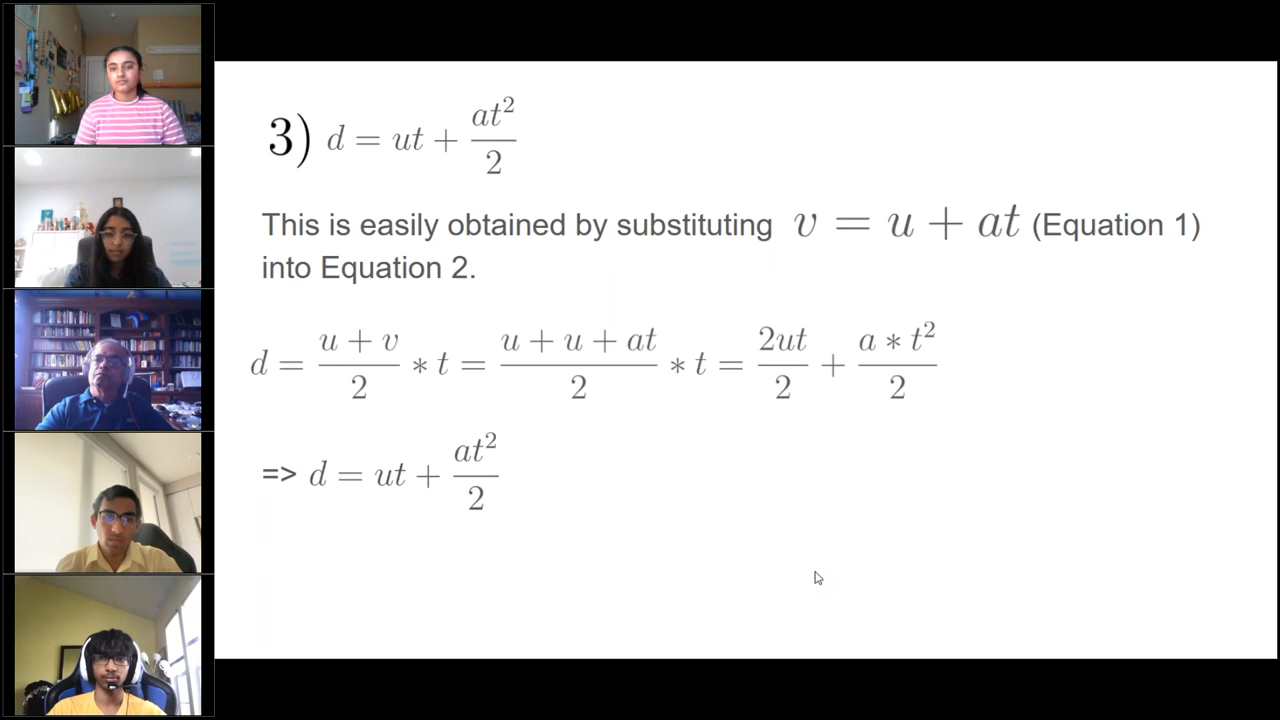 3) d = ut + at²/2
This is easily obtained by substituting v = u + at (Equation 1)
into Equation 2.
d = u + v/2 * t = u + u + at/2 * t = 2ut/2 + a * t²/2
=> d = ut + at²/2